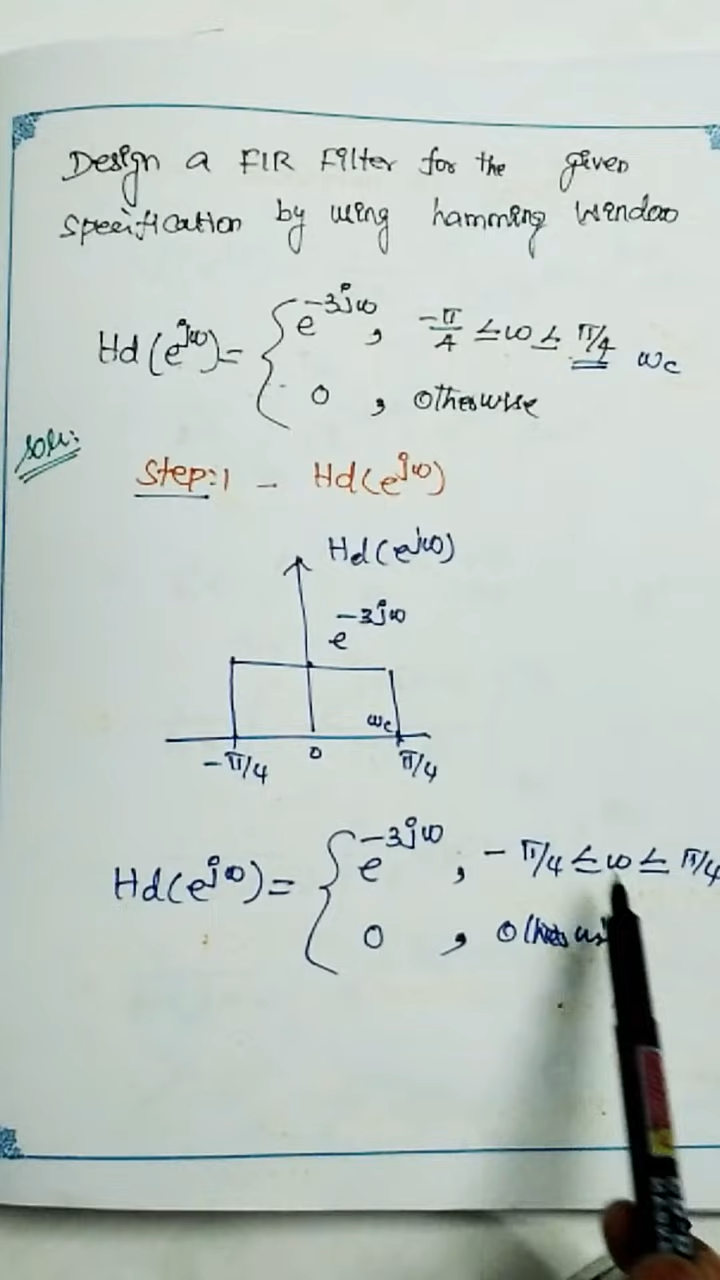 Design a FIR Filter for the given
specification by using hamming window
Hd(e^jω) = { e^-3jω , -π/4 ≤ ω ≤ π/4 ωc
0 , otherwise
Soln:
Step:1 - Hd(e^jω)
Hd(e^jω)
e^-3jω
ωc
-π/4 0 π/4
Hd(e^jω) = { e^-3jω , -π/4 ≤ ω ≤ π/4
0 ,